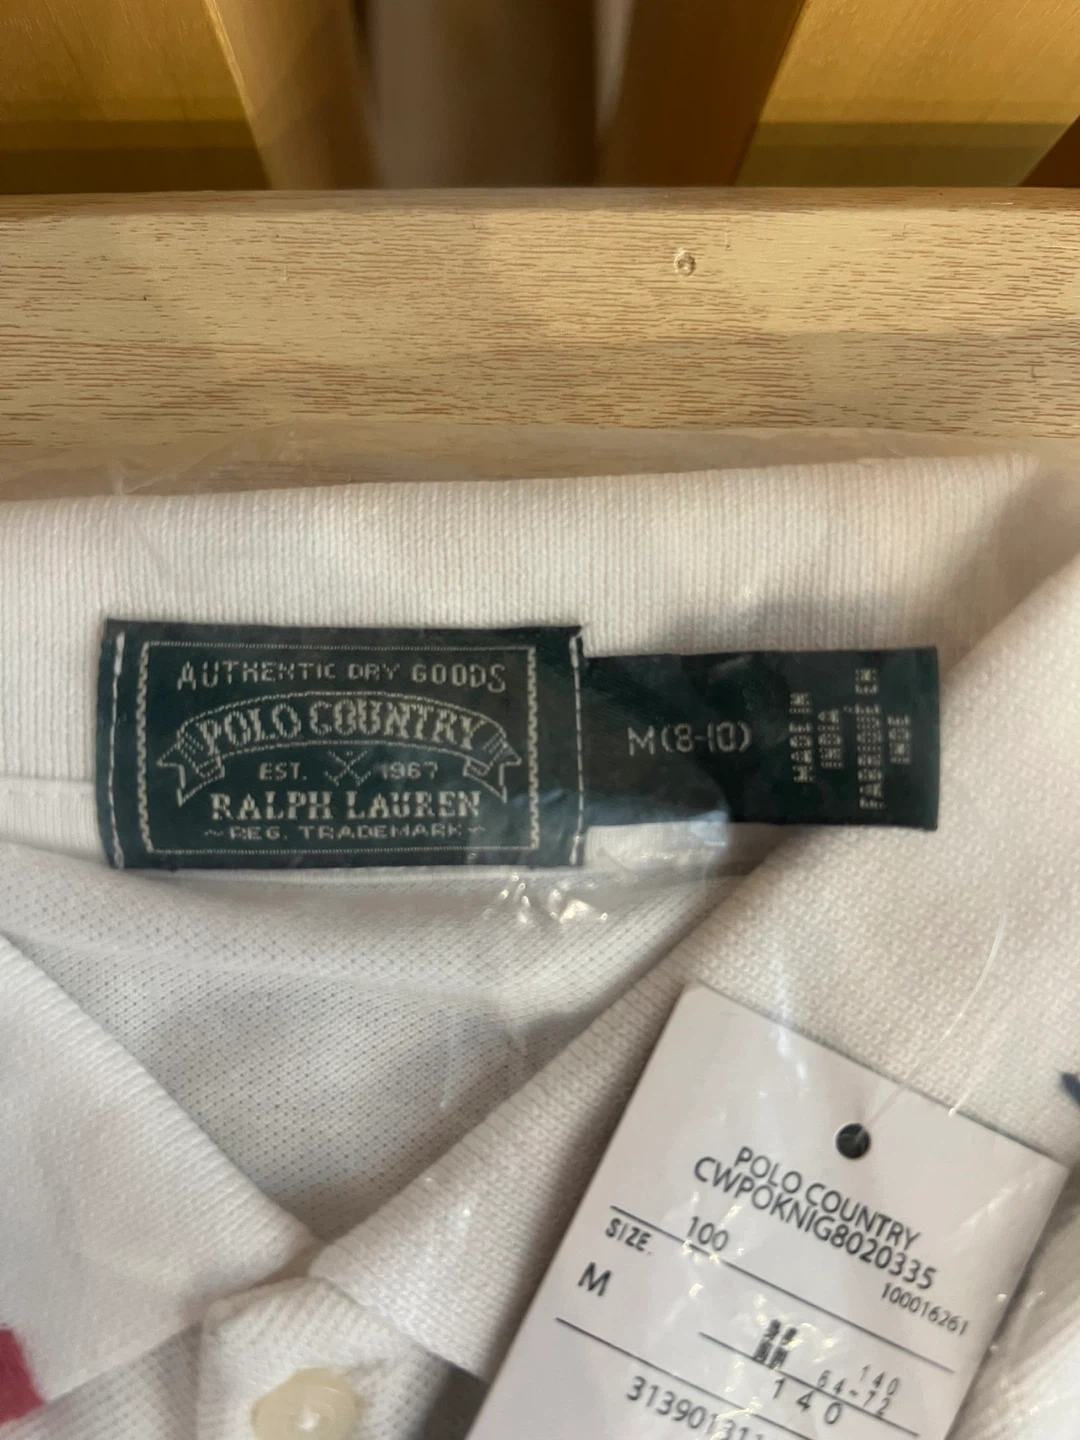 AUTHENTIC DRY GOODS
POLO COUNTRY
EST. 1967
RALPH LAUREN
~REG. TRADEMARK~
M(8-10)
MADE IN
INDIA
FABRIQUÉ EN
INDE
POLO COUNTRY
CWPOKNIG8020335
100016261
SIZE. 100
M
140
64-72
140